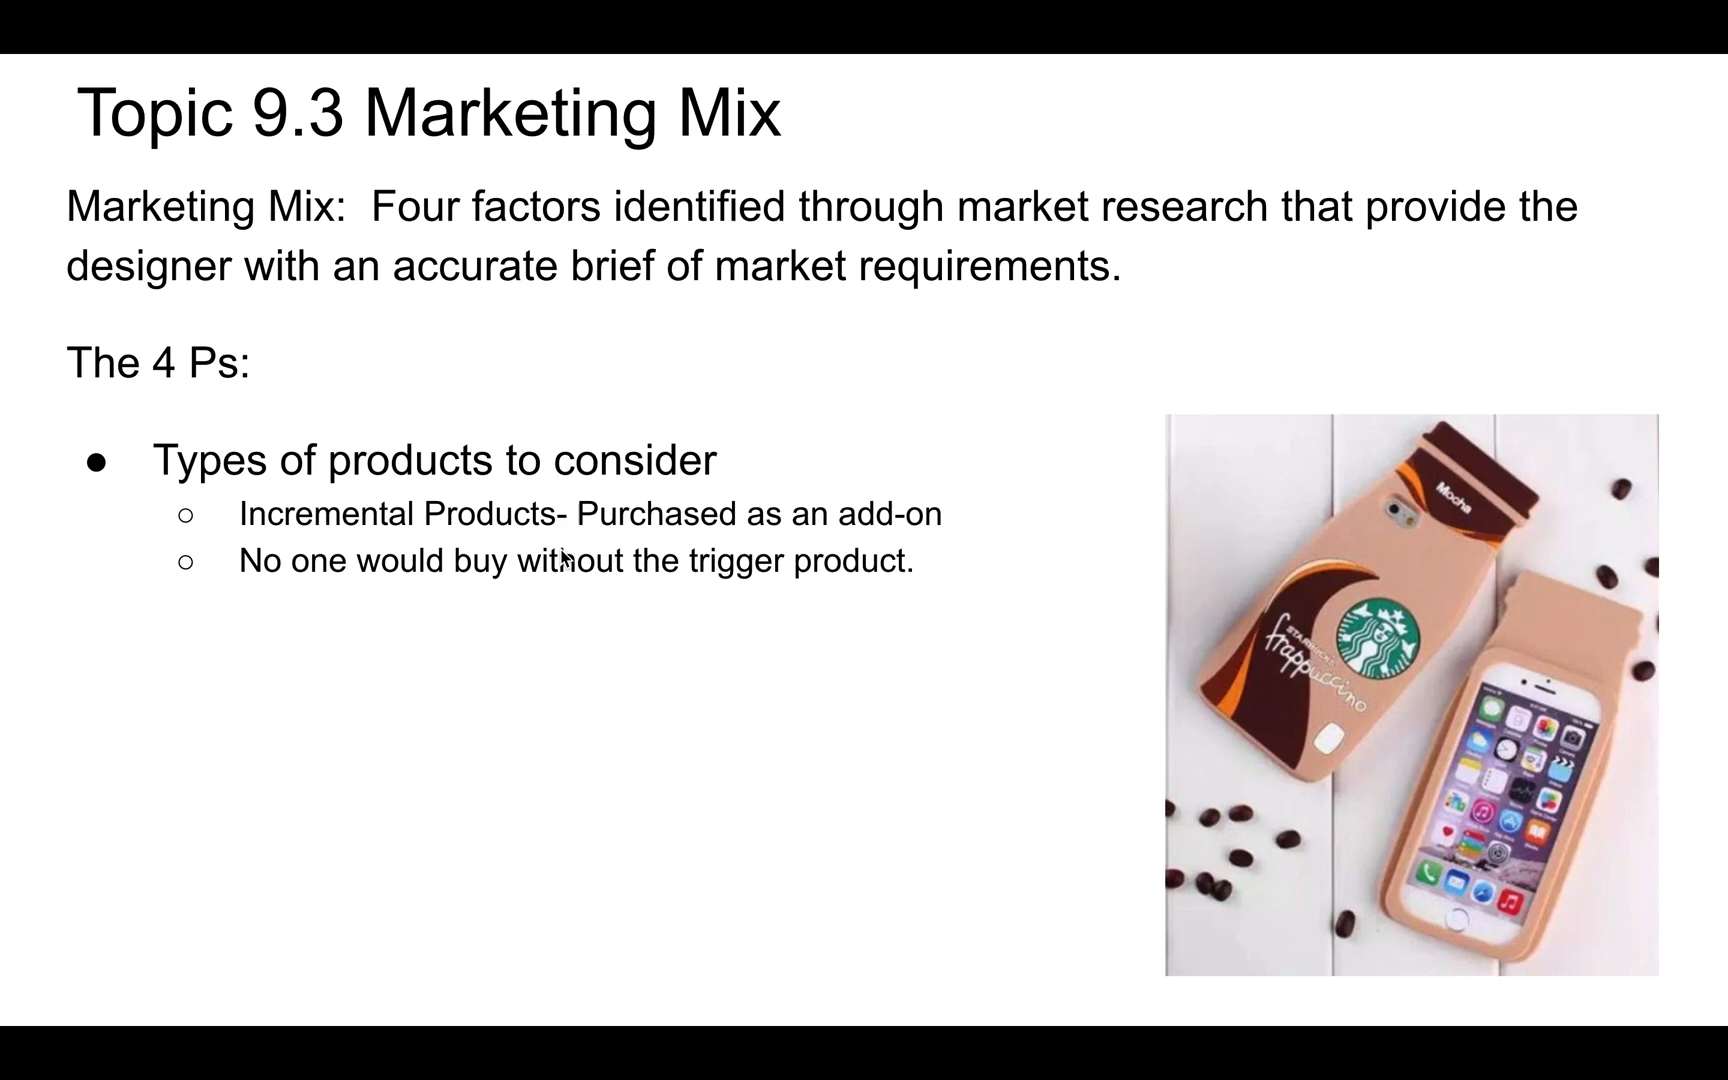 Topic 9.3 Marketing Mix
Marketing Mix:  Four factors identified through market research that provide the
designer with an accurate brief of market requirements.
The 4 Ps:
● Types of products to consider
○ Incremental Products- Purchased as an add-on
○ No one would buy without the trigger product.
Mocha
STARBUCKS
frappuccino